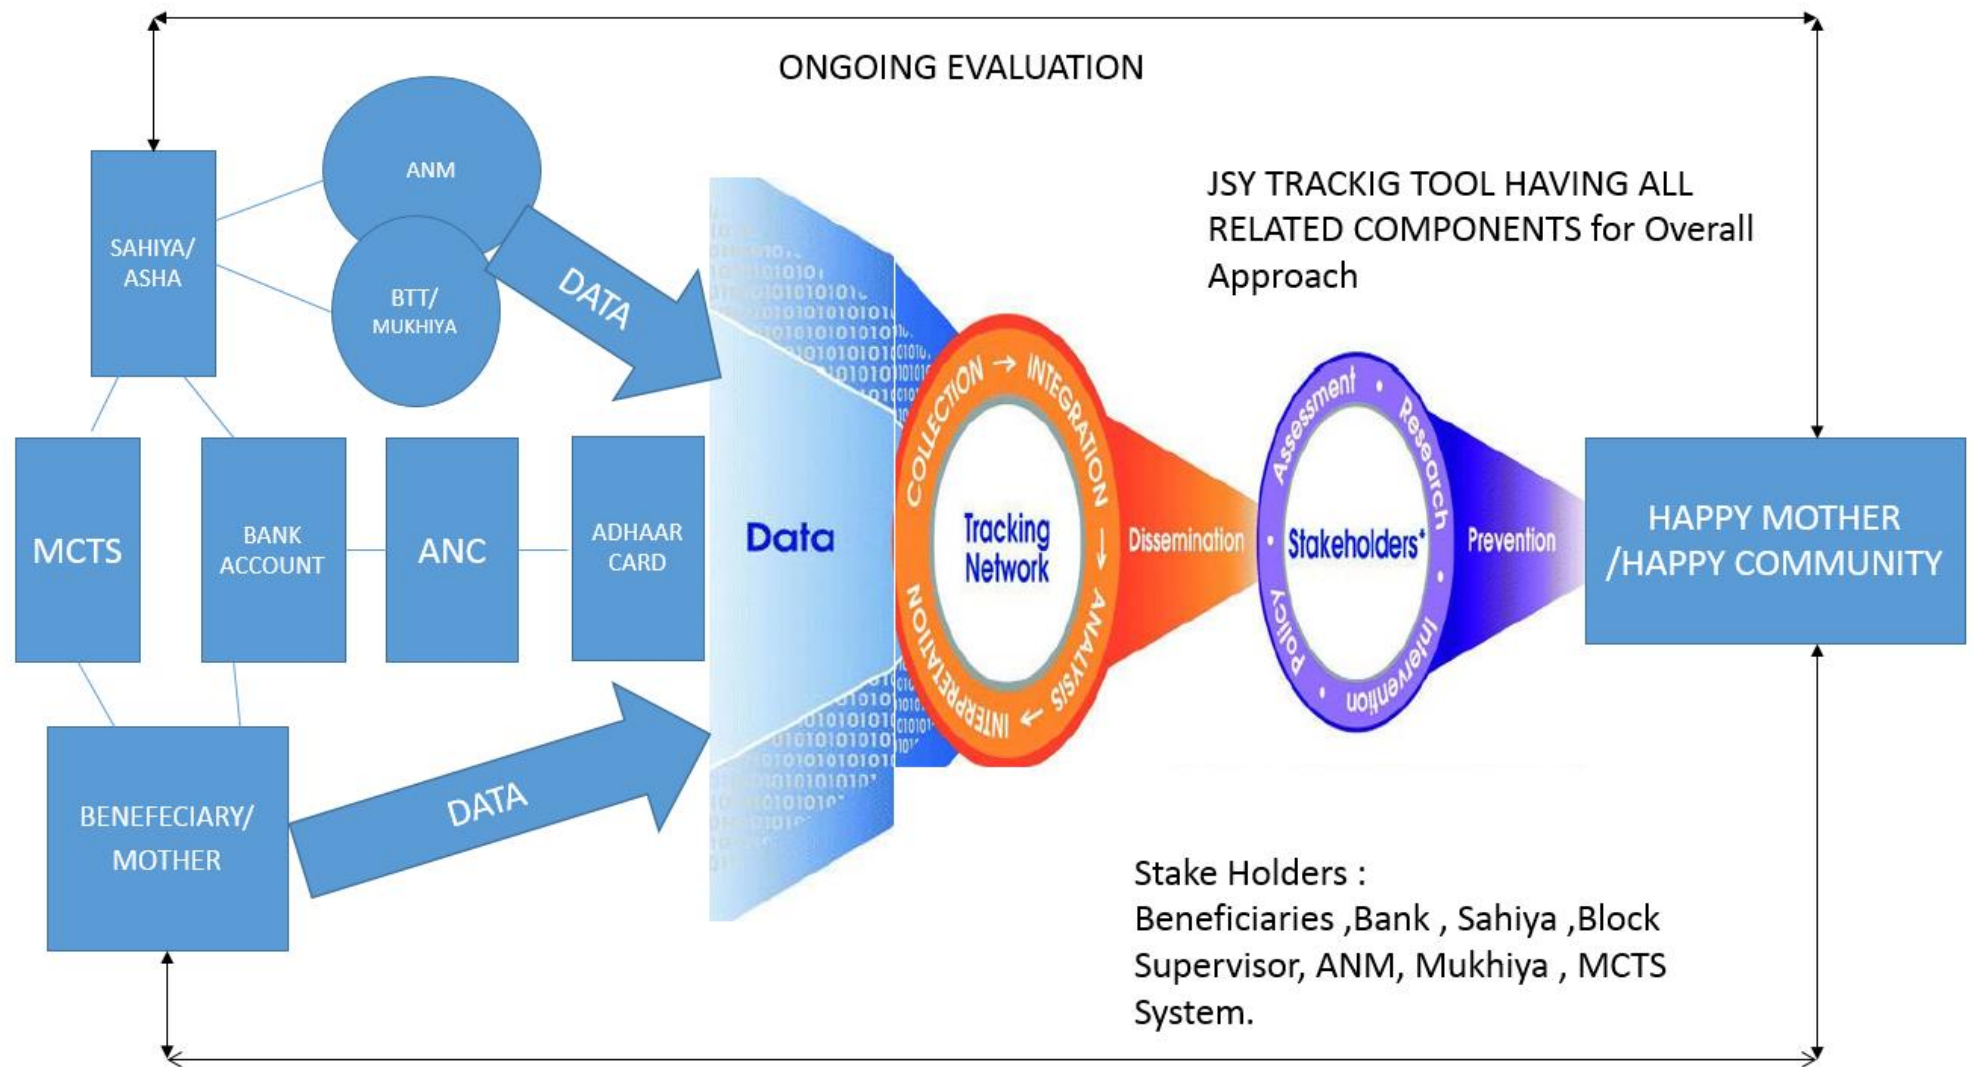 ONGOING EVALUATION
ANM
SAHIYA/
ASHA
BTT/
MUKHIYA
DATA
JSY TRACKIG TOOL HAVING ALL
RELATED COMPONENTS for Overall
Approach
MCTS
BANK
ACCOUNT
ANC
ADHAAR
CARD
Data
COLLECTION → INTEGRATION → ANALYSIS → INTERPRETATION
Tracking
Network
Dissemination
Assessment • Research • Intervention • Policy •
Stakeholders*
Prevention
HAPPY MOTHER
/HAPPY COMMUNITY
BENEFECIARY/
MOTHER
DATA
Stake Holders :
Beneficiaries ,Bank , Sahiya ,Block
Supervisor, ANM, Mukhiya , MCTS
System.